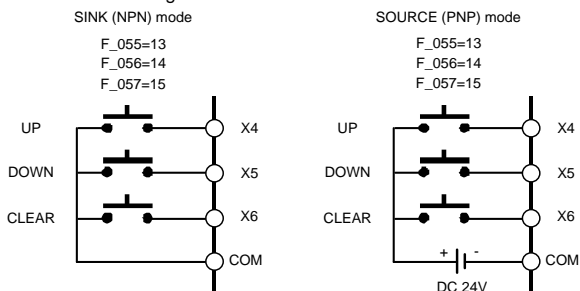 SINK (NPN) mode
F_055=13
F_056=14
F_057=15
UP X4
DOWN X5
CLEAR X6
COM
SOURCE (PNP) mode
F_055=13
F_056=14
F_057=15
UP X4
DOWN X5
CLEAR X6
+ - COM
DC 24V